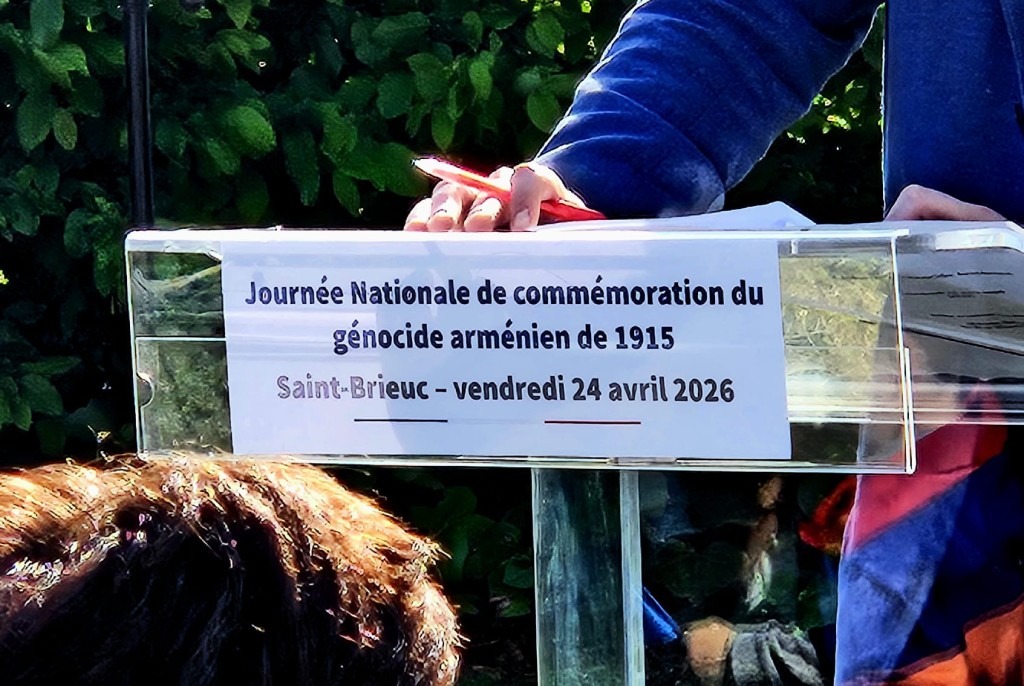 Journée Nationale de commémoration du
génocide arménien de 1915
Saint-Brieuc – vendredi 24 avril 2026